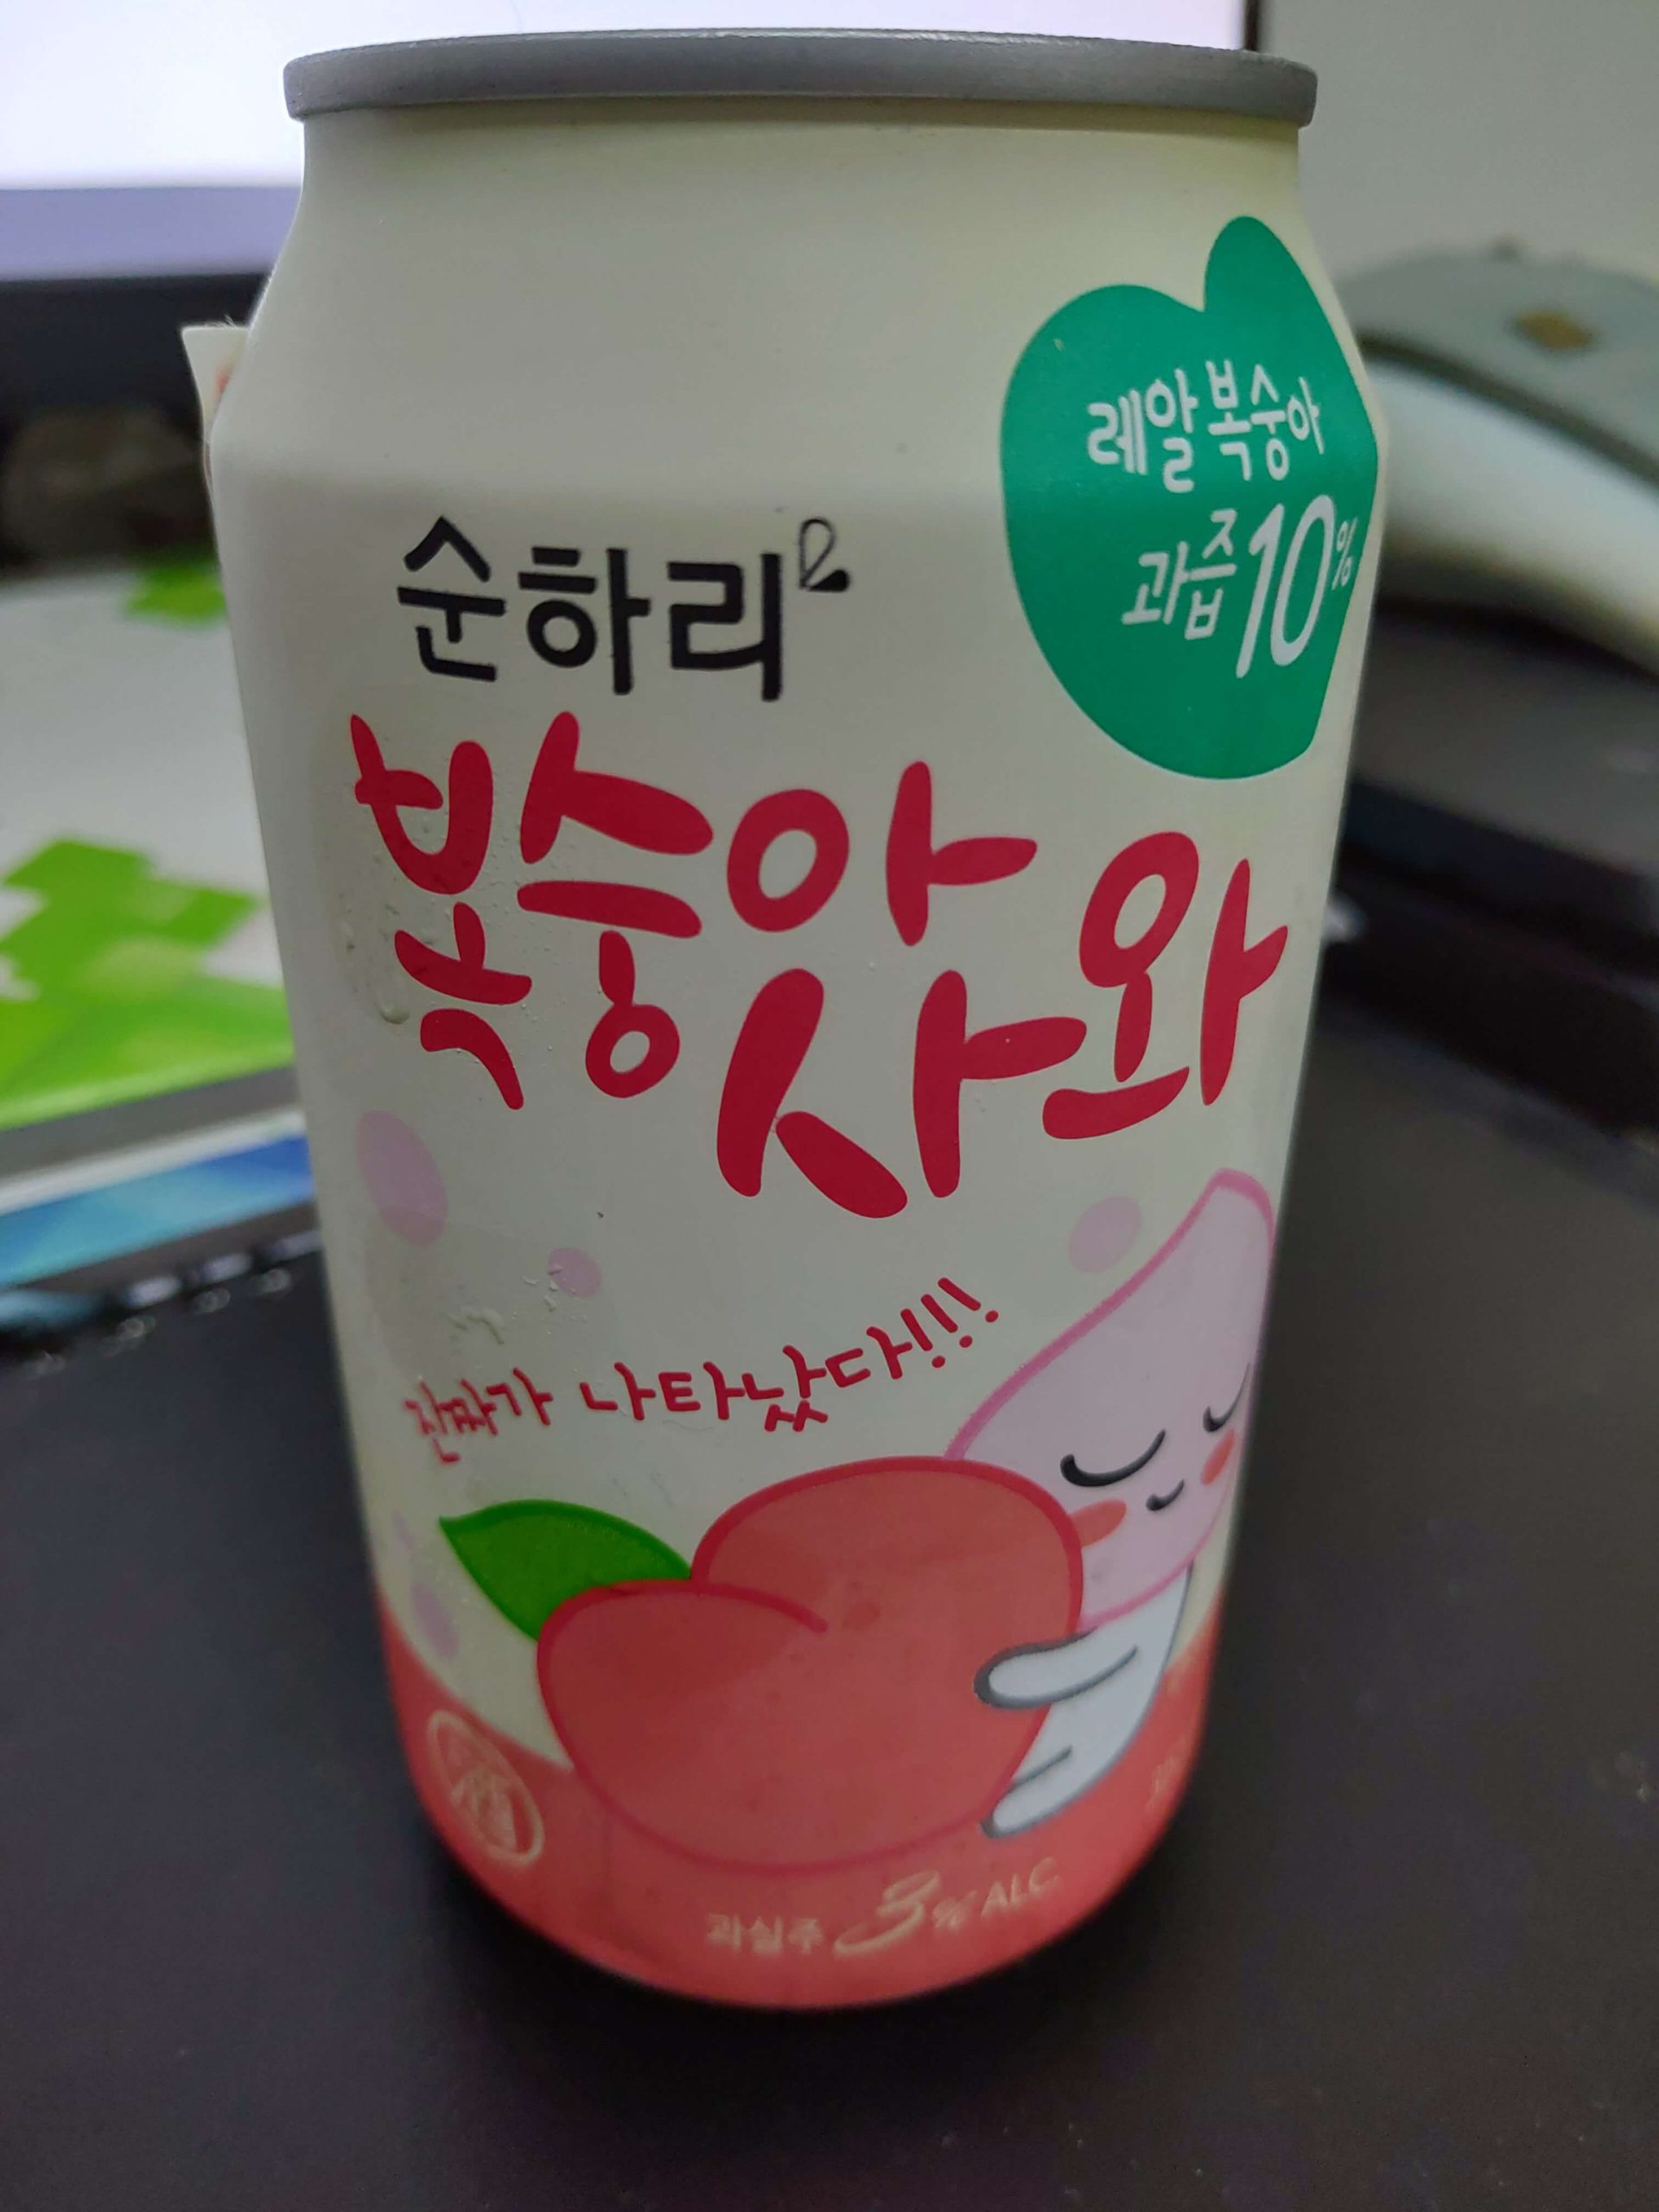 레알 복숭아
과즙 10%
순하리
복숭아
사와
진짜가 나타났다!!!
과실주 3% ALC